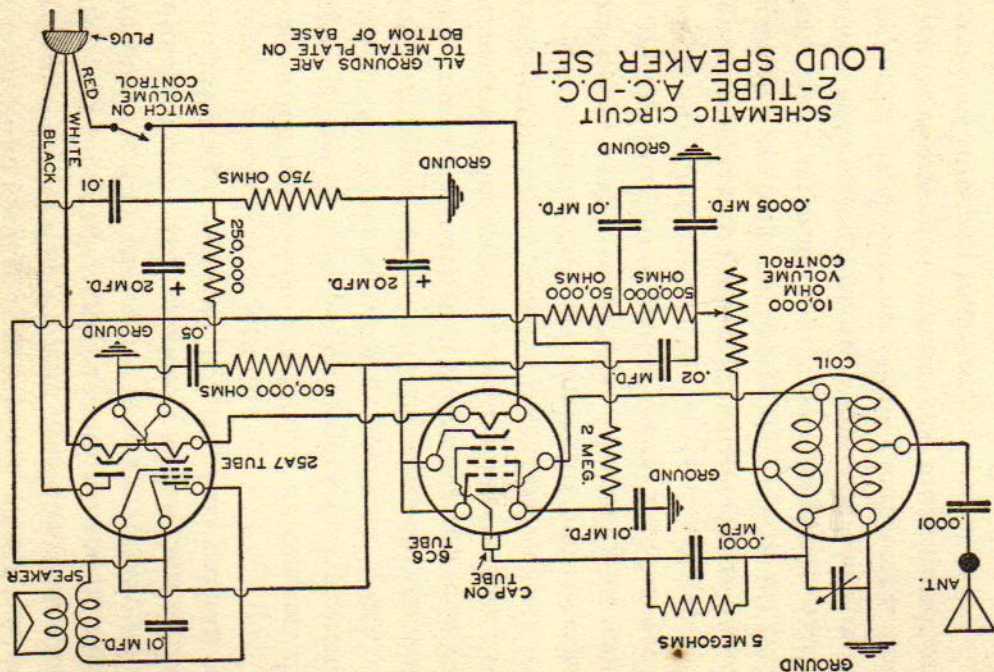 GROUND
5 MEGOHMS
.01 MFD.
SPEAKER
ANT.
.0001
.0001
MFD.
CAP ON
TUBE
GROUND
.01 MFD.
6C6
TUBE
2 MEG.
25A7 TUBE
COIL
.02
MFD.
500,000 OHMS
.05
GROUND
10,000
OHM
VOLUME
CONTROL
500,000
OHMS
50,000
OHMS
20 MFD.
+
250,000
20 MFD.
+
.0005 MFD.
.01 MFD.
750 OHMS
.01
GROUND
GROUND
SCHEMATIC CIRCUIT
2-TUBE A.C.-D.C.
LOUD SPEAKER SET
ALL GROUNDS ARE
TO METAL PLATE ON
BOTTOM OF BASE
SWITCH ON
VOLUME
CONTROL
RED
WHITE
BLACK
PLUG